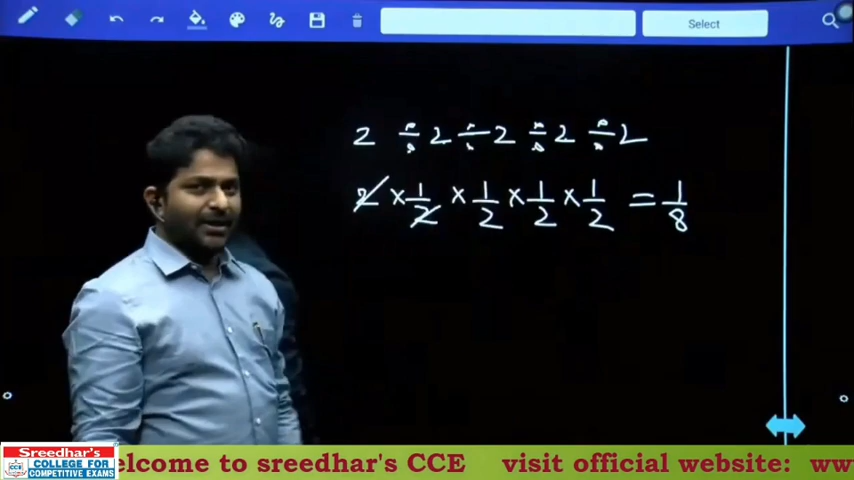 Select
2 ÷ 2 ÷ 2 ÷ 2 ÷ 2
2 × 1/2 × 1/2 × 1/2 × 1/2 = 1/8
Sreedhar's
CCE
COLLEGE FOR
COMPETITIVE EXAMS
elcome to sreedhar's CCE visit official website: ww